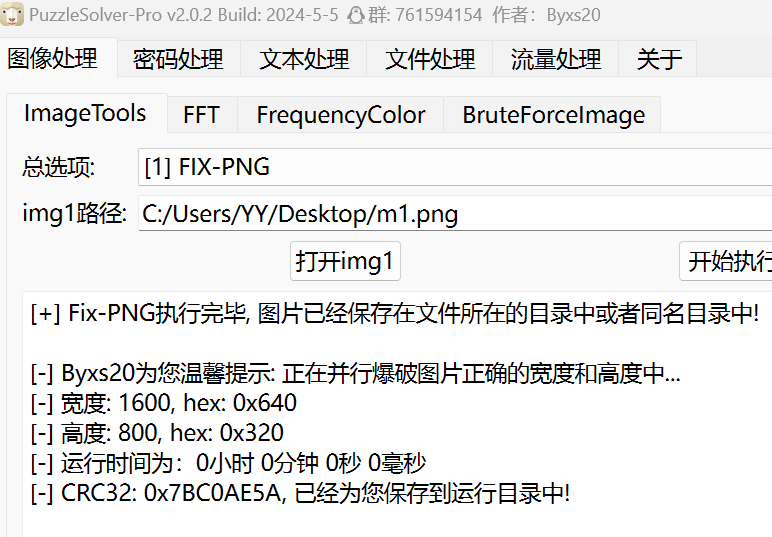 PuzzleSolver-Pro v2.0.2 Build: 2024-5-5 群: 761594154 作者：Byxs20
图像处理 密码处理 文本处理 文件处理 流量处理 关于
ImageTools FFT FrequencyColor BruteForceImage
总选项: [1] FIX-PNG
img1路径: C:/Users/YY/Desktop/m1.png
打开img1 开始执行
[+] Fix-PNG执行完毕, 图片已经保存在文件所在的目录中或者同名目录中!
[-] Byxs20为您温馨提示: 正在并行爆破图片正确的宽度和高度中...
[-] 宽度: 1600, hex: 0x640
[-] 高度: 800, hex: 0x320
[-] 运行时间为：0小时 0分钟 0秒 0毫秒
[-] CRC32: 0x7BC0AE5A, 已经为您保存到运行目录中!